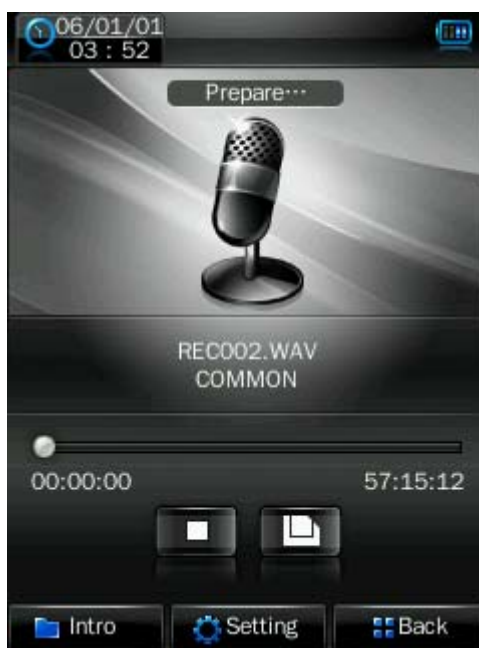 06/01/01
03 : 52
Prepare···
REC002.WAV
COMMON
00:00:00 57:15:12
Intro Setting Back